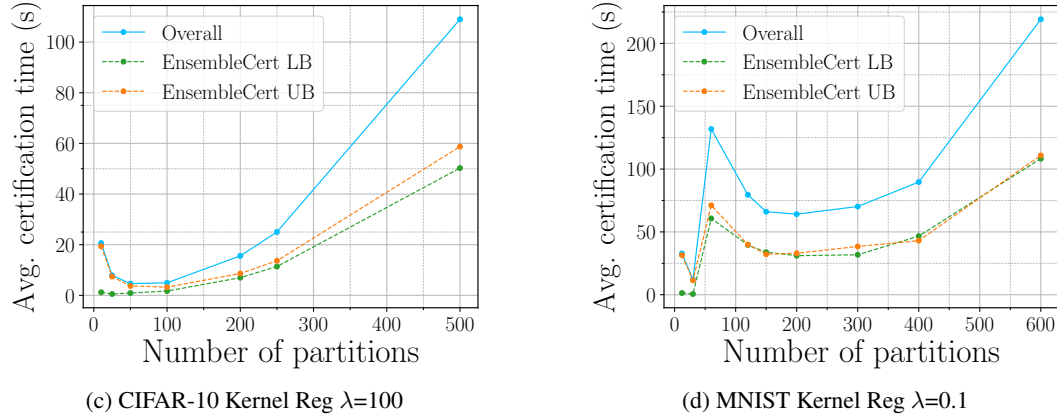 Avg. certification time (s)
100
80
60
40
20
0
Overall
EnsembleCert LB
EnsembleCert UB
0 100 200 300 400 500
Number of partitions
(c) CIFAR-10 Kernel Reg λ=100
Avg. certification time (s)
200
150
100
50
0
Overall
EnsembleCert LB
EnsembleCert UB
0 100 200 300 400 500 600
Number of partitions
(d) MNIST Kernel Reg λ=0.1